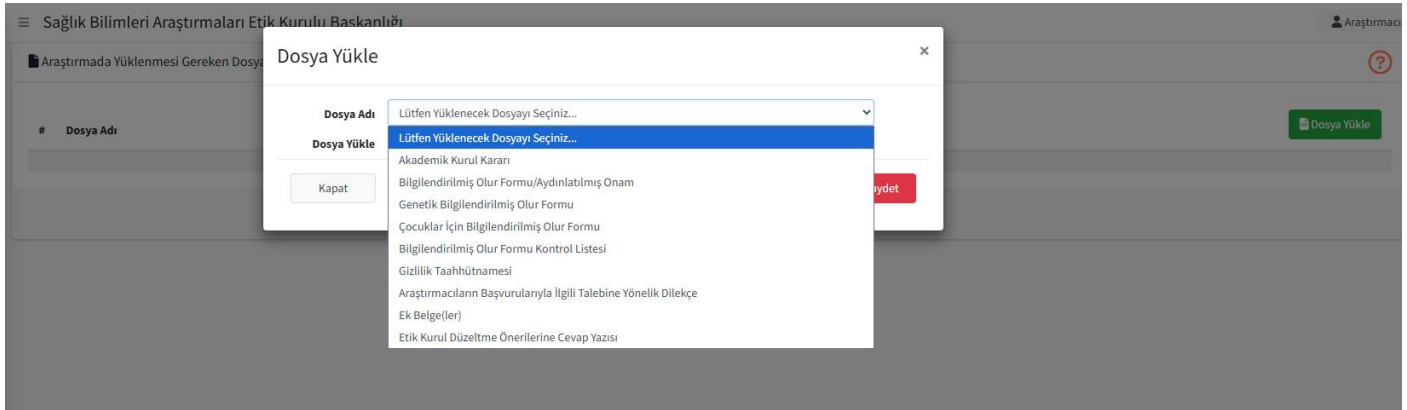 Sağlık Bilimleri Araştırmaları Etik Kurulu Başkanlığı
Araştırmacı
Araştırmada Yüklenmesi Gereken Dosya
Dosya Yükle
×
?
Dosya Adı
Lütfen Yüklenecek Dosyayı Seçiniz...
# Dosya Adı
Dosya Yükle
Dosya Yükle
Lütfen Yüklenecek Dosyayı Seçiniz...
Akademik Kurul Kararı
Bilgilendirilmiş Olur Formu/Aydınlatılmış Onam
Genetik Bilgilendirilmiş Olur Formu
Çocuklar İçin Bilgilendirilmiş Olur Formu
Bilgilendirilmiş Olur Formu Kontrol Listesi
Gizlilik Taahhütnamesi
Araştırmacıların Başvurularıyla İlgili Talebine Yönelik Dilekçe
Ek Belge(ler)
Etik Kurul Düzeltme Önerilerine Cevap Yazısı
Kapat
ydet